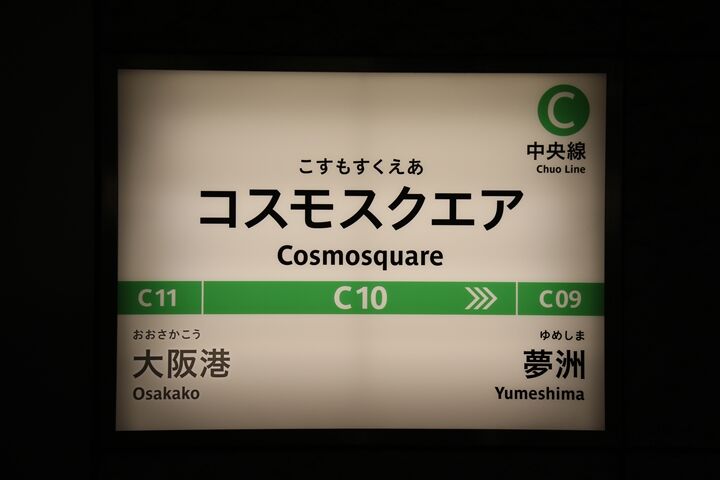 C
中央線
Chuo Line
こすもすくえあ
コスモスクエア
Cosmosquare
C11
C10
C09
おおさかこう
大阪港
Osakako
ゆめしま
夢洲
Yumeshima